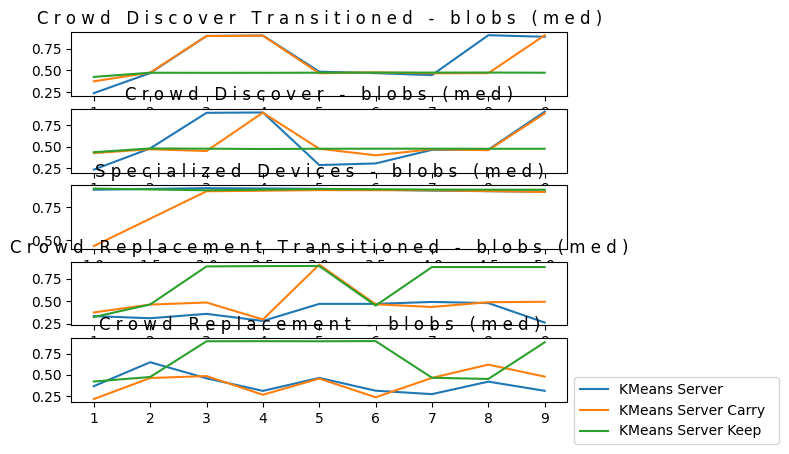 Crowd Discover Transitioned - blobs (med)
0.75
0.50
0.25
Crowd Discover - blobs (med)
0.75
0.50
0.25
Specialized Devices - blobs (med)
0.75
0.50
Crowd Replacement Transitioned - blobs (med)
0.75
0.50
0.25
Crowd Replacement - blobs (med)
0.75
0.50
0.25
1 2 3 4 5 6 7 8 9
KMeans Server
KMeans Server Carry
KMeans Server Keep